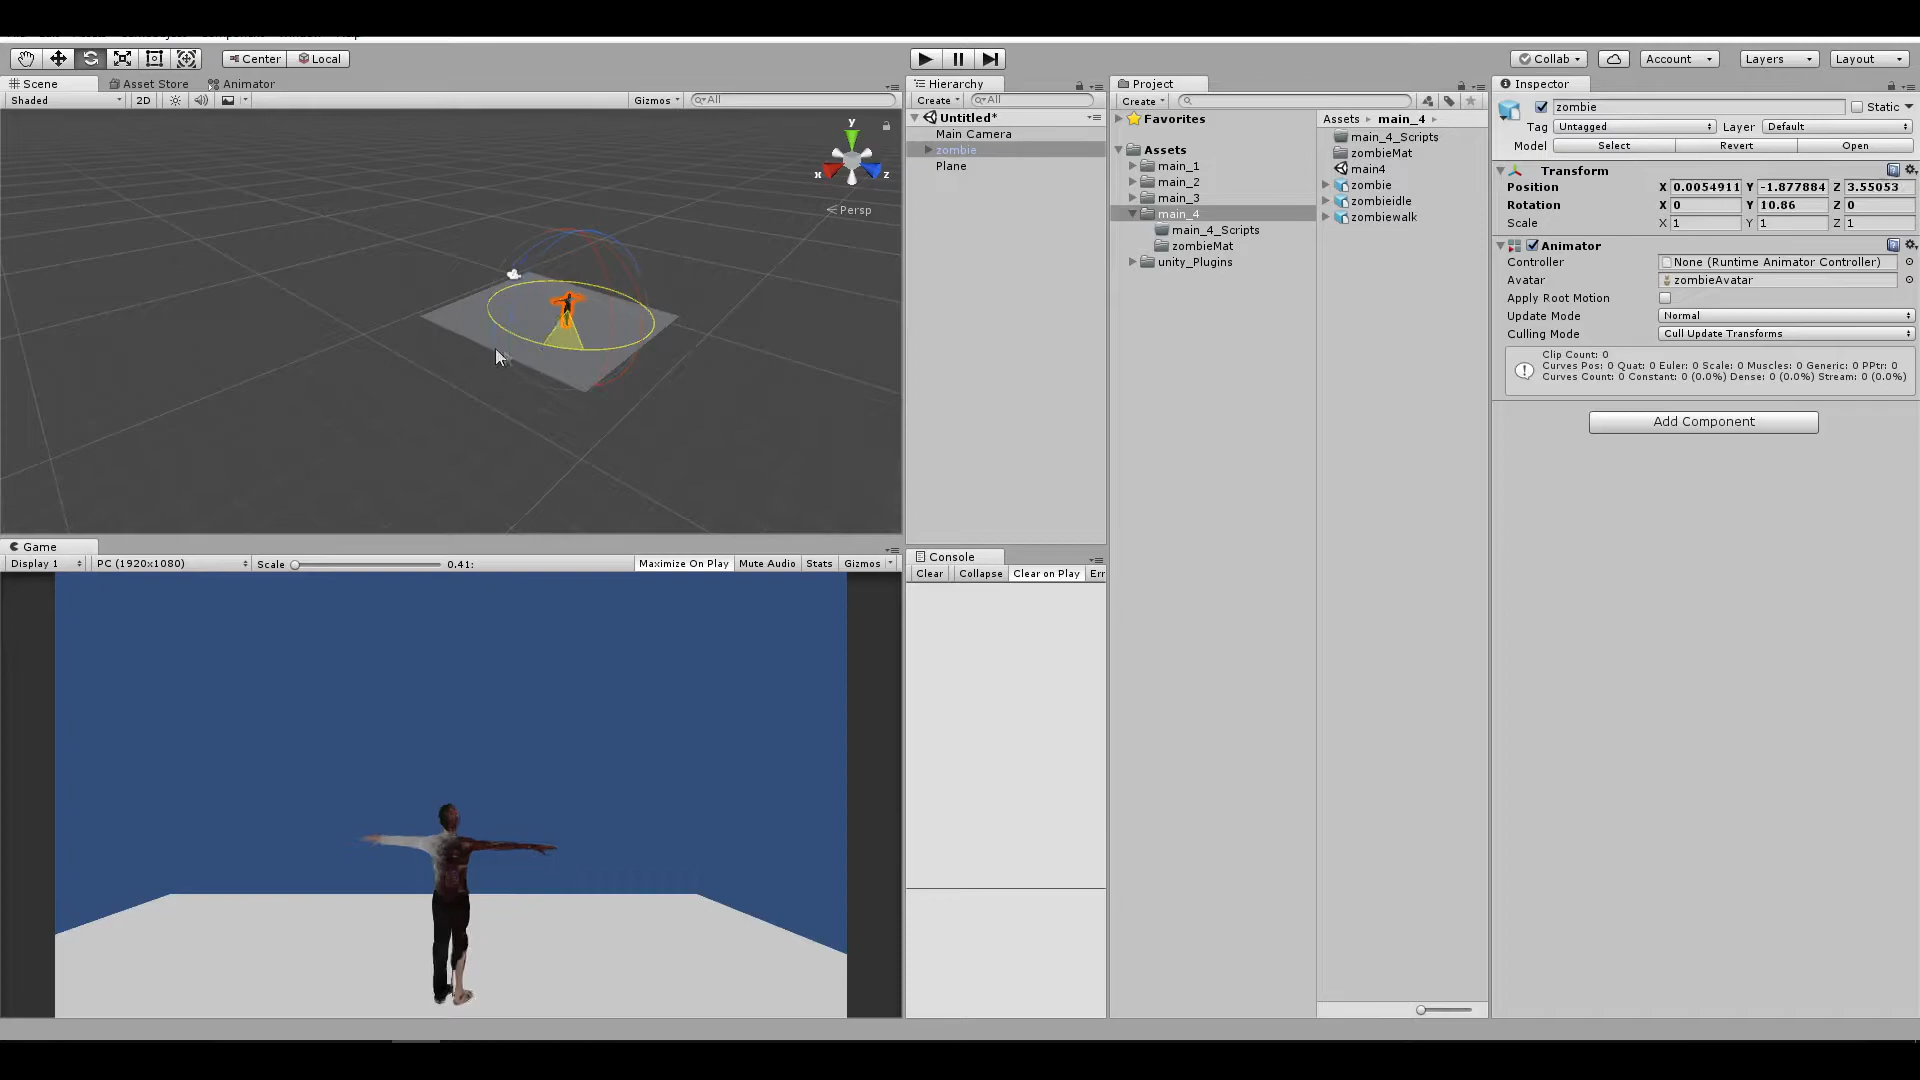 Center Local
Collab Account Layers Layout
Scene Asset Store Animator
Shaded 2D Gizmos All
y
x
z
Persp
Game
Display 1 PC (1920x1080) Scale 0.41: Maximize On Play Mute Audio Stats Gizmos
Hierarchy
Create All
Untitled*
Main Camera
zombie
Plane
Console
Clear Collapse Clear on Play Err
Project
Create
Favorites
Assets
main_1
main_2
main_3
main_4
main_4_Scripts
zombieMat
unity_Plugins
Assets main_4
main_4_Scripts
zombieMat
main4
zombie
zombieidle
zombiewalk
Inspector
zombie Static
Tag Untagged Layer Default
Model Select Revert Open
Transform
Position X 0.0054911 Y -1.877884 Z 3.55053
Rotation X 0 Y 10.86 Z 0
Scale X 1 Y 1 Z 1
Animator
Controller None (Runtime Animator Controller)
Avatar zombieAvatar
Apply Root Motion
Update Mode Normal
Culling Mode Cull Update Transforms
Clip Count: 0
Curves Pos: 0 Quat: 0 Euler: 0 Scale: 0 Muscles: 0 Generic: 0 PPtr: 0
Curves Count: 0 Constant: 0 (0.0%) Dense: 0 (0.0%) Stream: 0 (0.0%)
Add Component